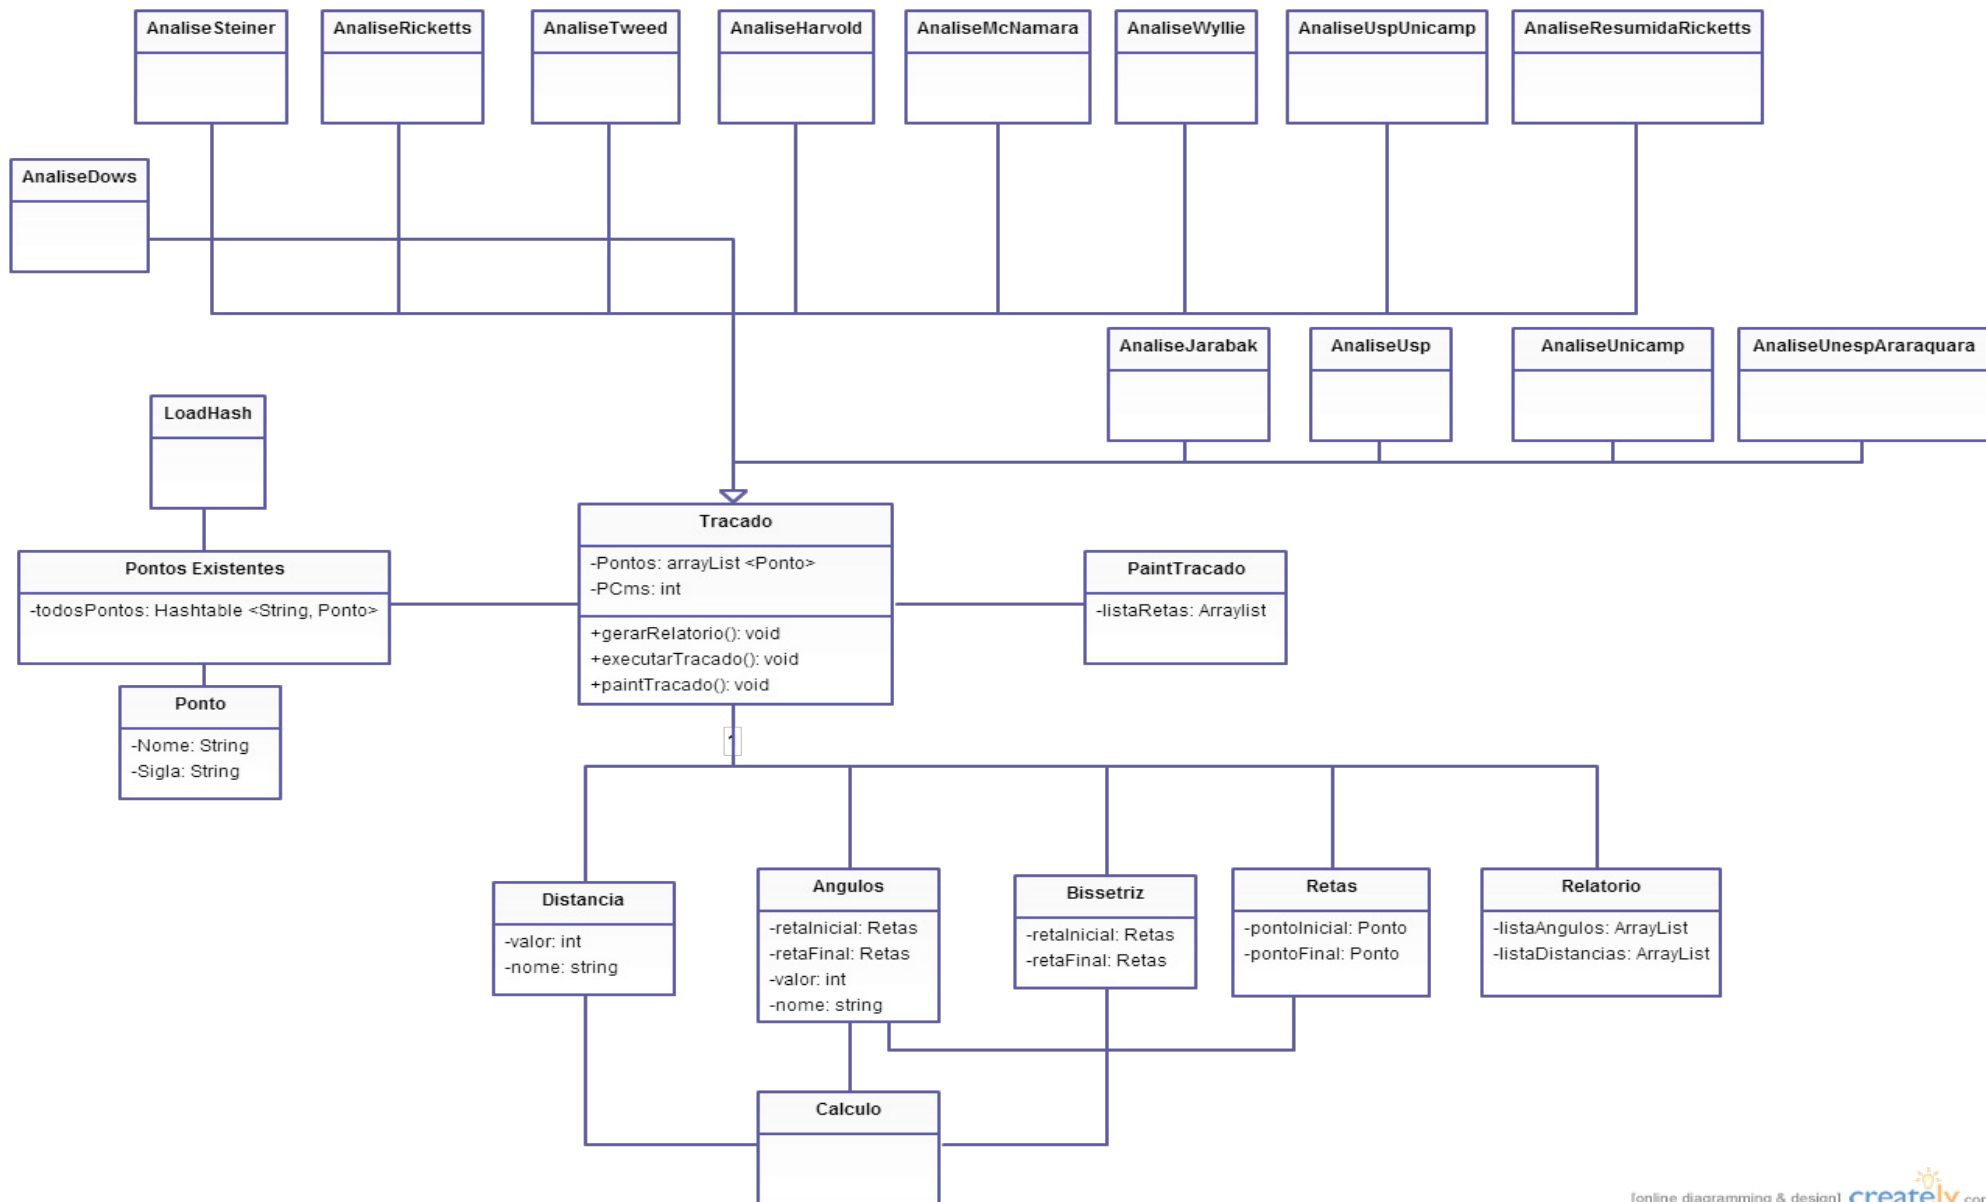 AnaliseSteiner
AnaliseRicketts
AnaliseTweed
AnaliseHarvold
AnaliseMcNamara
AnaliseWyllie
AnaliseUspUnicamp
AnaliseResumidaRicketts
AnaliseDows
AnaliseJarabak
AnaliseUsp
AnaliseUnicamp
AnaliseUnespAraraquara
LoadHash
Pontos Existentes
-todosPontos: Hashtable <String, Ponto>
Ponto
-Nome: String
-Sigla: String
Tracado
-Pontos: arrayList <Ponto>
-PCms: int
+gerarRelatorio(): void
+executarTracado(): void
+paintTracado(): void
PaintTracado
-listaRetas: Arraylist
Distancia
-valor: int
-nome: string
Angulos
-retaInicial: Retas
-retaFinal: Retas
-valor: int
-nome: string
Bissetriz
-retaInicial: Retas
-retaFinal: Retas
Retas
-pontoInicial: Ponto
-pontoFinal: Ponto
Relatorio
-listaAngulos: ArrayList
-listaDistancias: ArrayList
Calculo
[online diagramming & design] creately